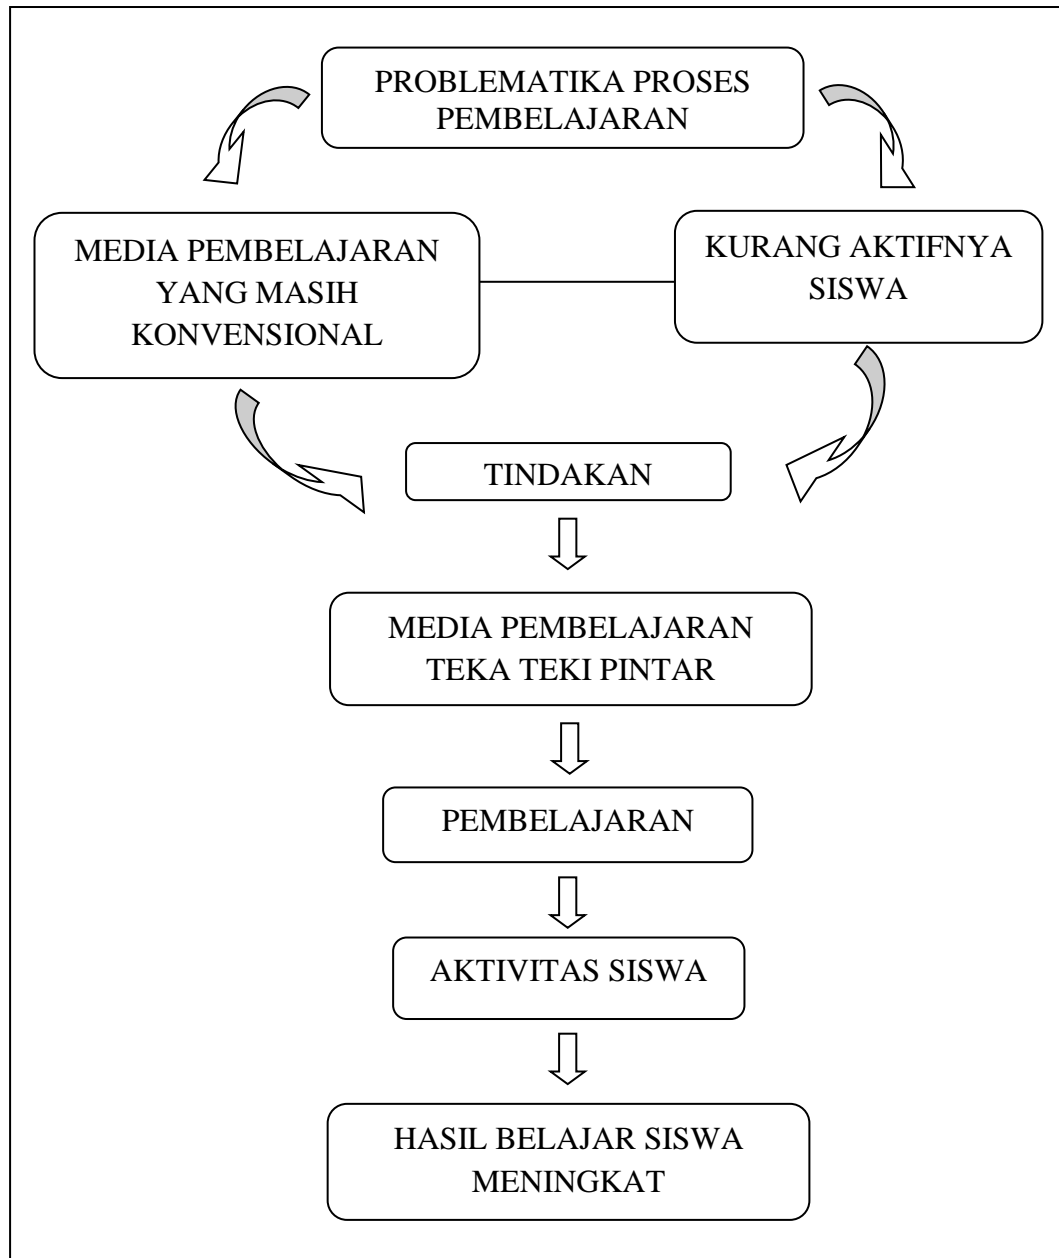 PROBLEMATIKA PROSES
PEMBELAJARAN
MEDIA PEMBELAJARAN
YANG MASIH
KONVENSIONAL
KURANG AKTIFNYA
SISWA
TINDAKAN
MEDIA PEMBELAJARAN
TEKA TEKI PINTAR
PEMBELAJARAN
AKTIVITAS SISWA
HASIL BELAJAR SISWA
MENINGKAT